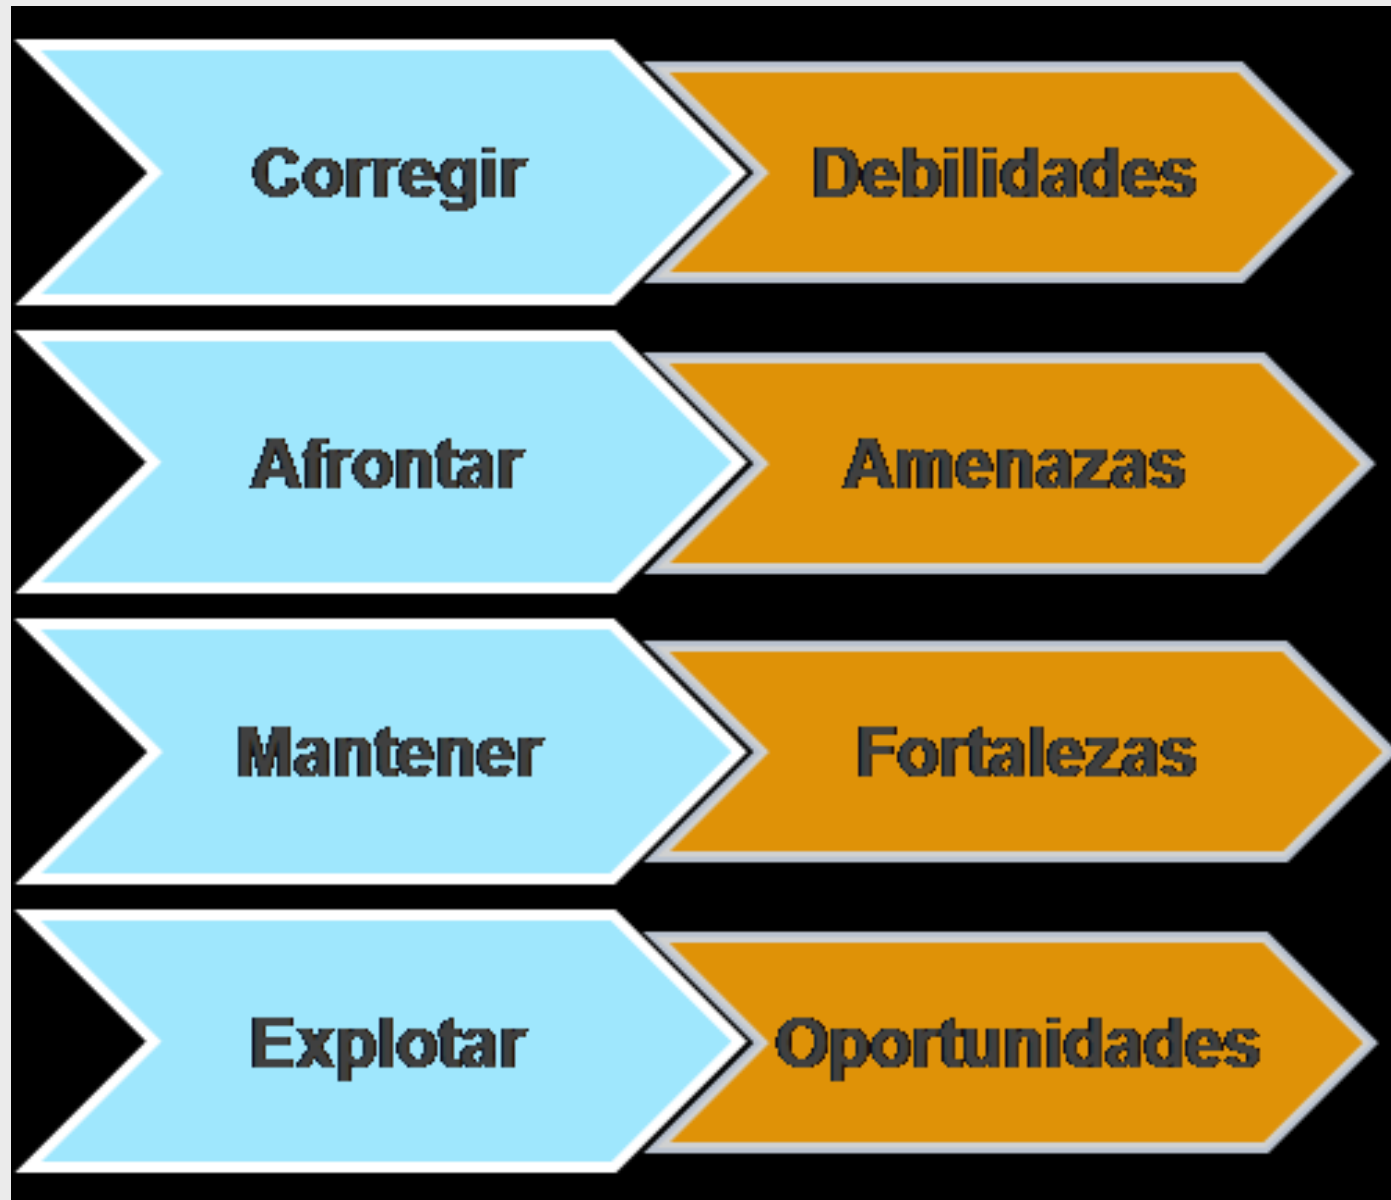 Corregir Debilidades
Afrontar Amenazas
Mantener Fortalezas
Explotar Oportunidades